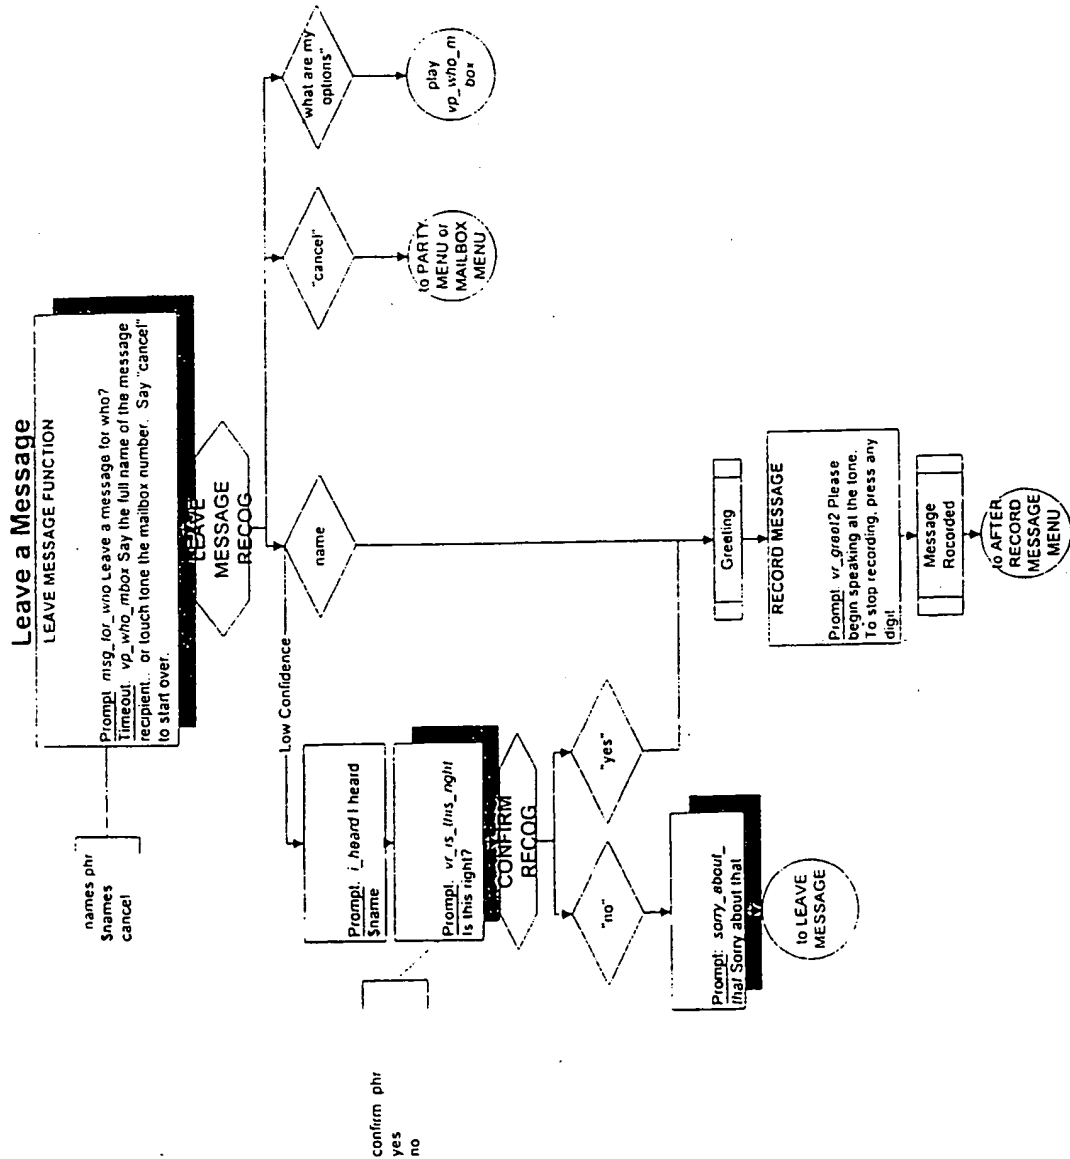 Leave a Message
LEAVE MESSAGE FUNCTION
Prompt msg_for_who Leave a message for who?
Timeout. vp_who_mbox Say the full name of the message
recipient.. or touch tone the mailbox number. Say "cancel"
to start over.
names phr
$names
cancel
LEAVE
MESSAGE
RECOG
Low Confidence
name
"cancel"
"what are my
options"
to PARTY
MENU or
MAILBOX
MENU
play
vp_who_m
box
Prompt. i_heard I heard
$name
Prompt. vr_is_this_right
Is this right?
confirm phr
yes
no
CONFIRM
RECOG
"no"
"yes"
Prompt: sorry_about_
that Sorry about that
to LEAVE
MESSAGE
Greeting
RECORD MESSAGE
Prompt vr_greet2 Please
begin speaking at the tone.
To stop recording, press any
digit
Message
Rocorded
to AFTER
RECORD
MESSAGE
MENU